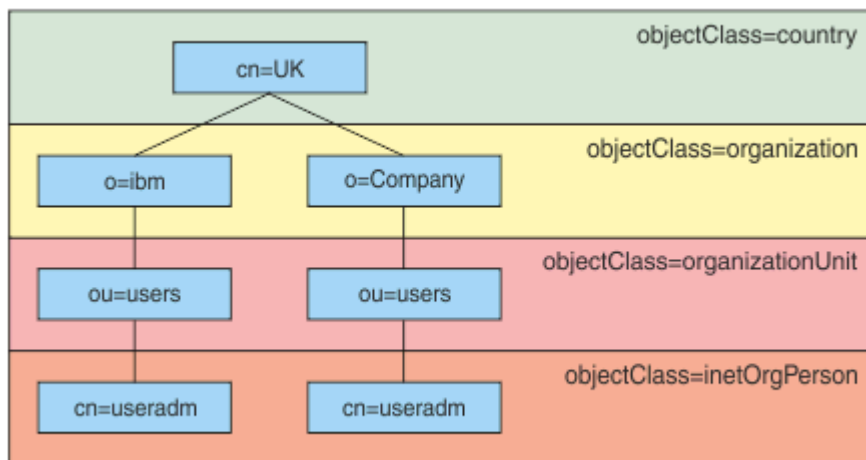 objectClass=country
cn=UK
objectClass=organization
o=ibm
o=Company
objectClass=organizationUnit
ou=users
ou=users
objectClass=inetOrgPerson
cn=useradm
cn=useradm